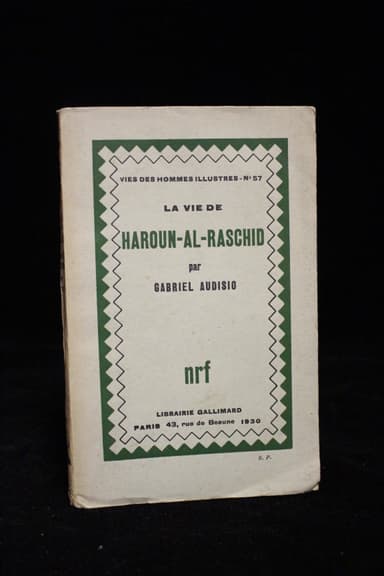 VIES DES HOMMES ILLUSTRES - N° 57
LA VIE DE
HAROUN-AL-RASCHID
par
GABRIEL AUDISIO
nrf
LIBRAIRIE GALLIMARD
PARIS 43, rue de Beaune 1930
S. P.